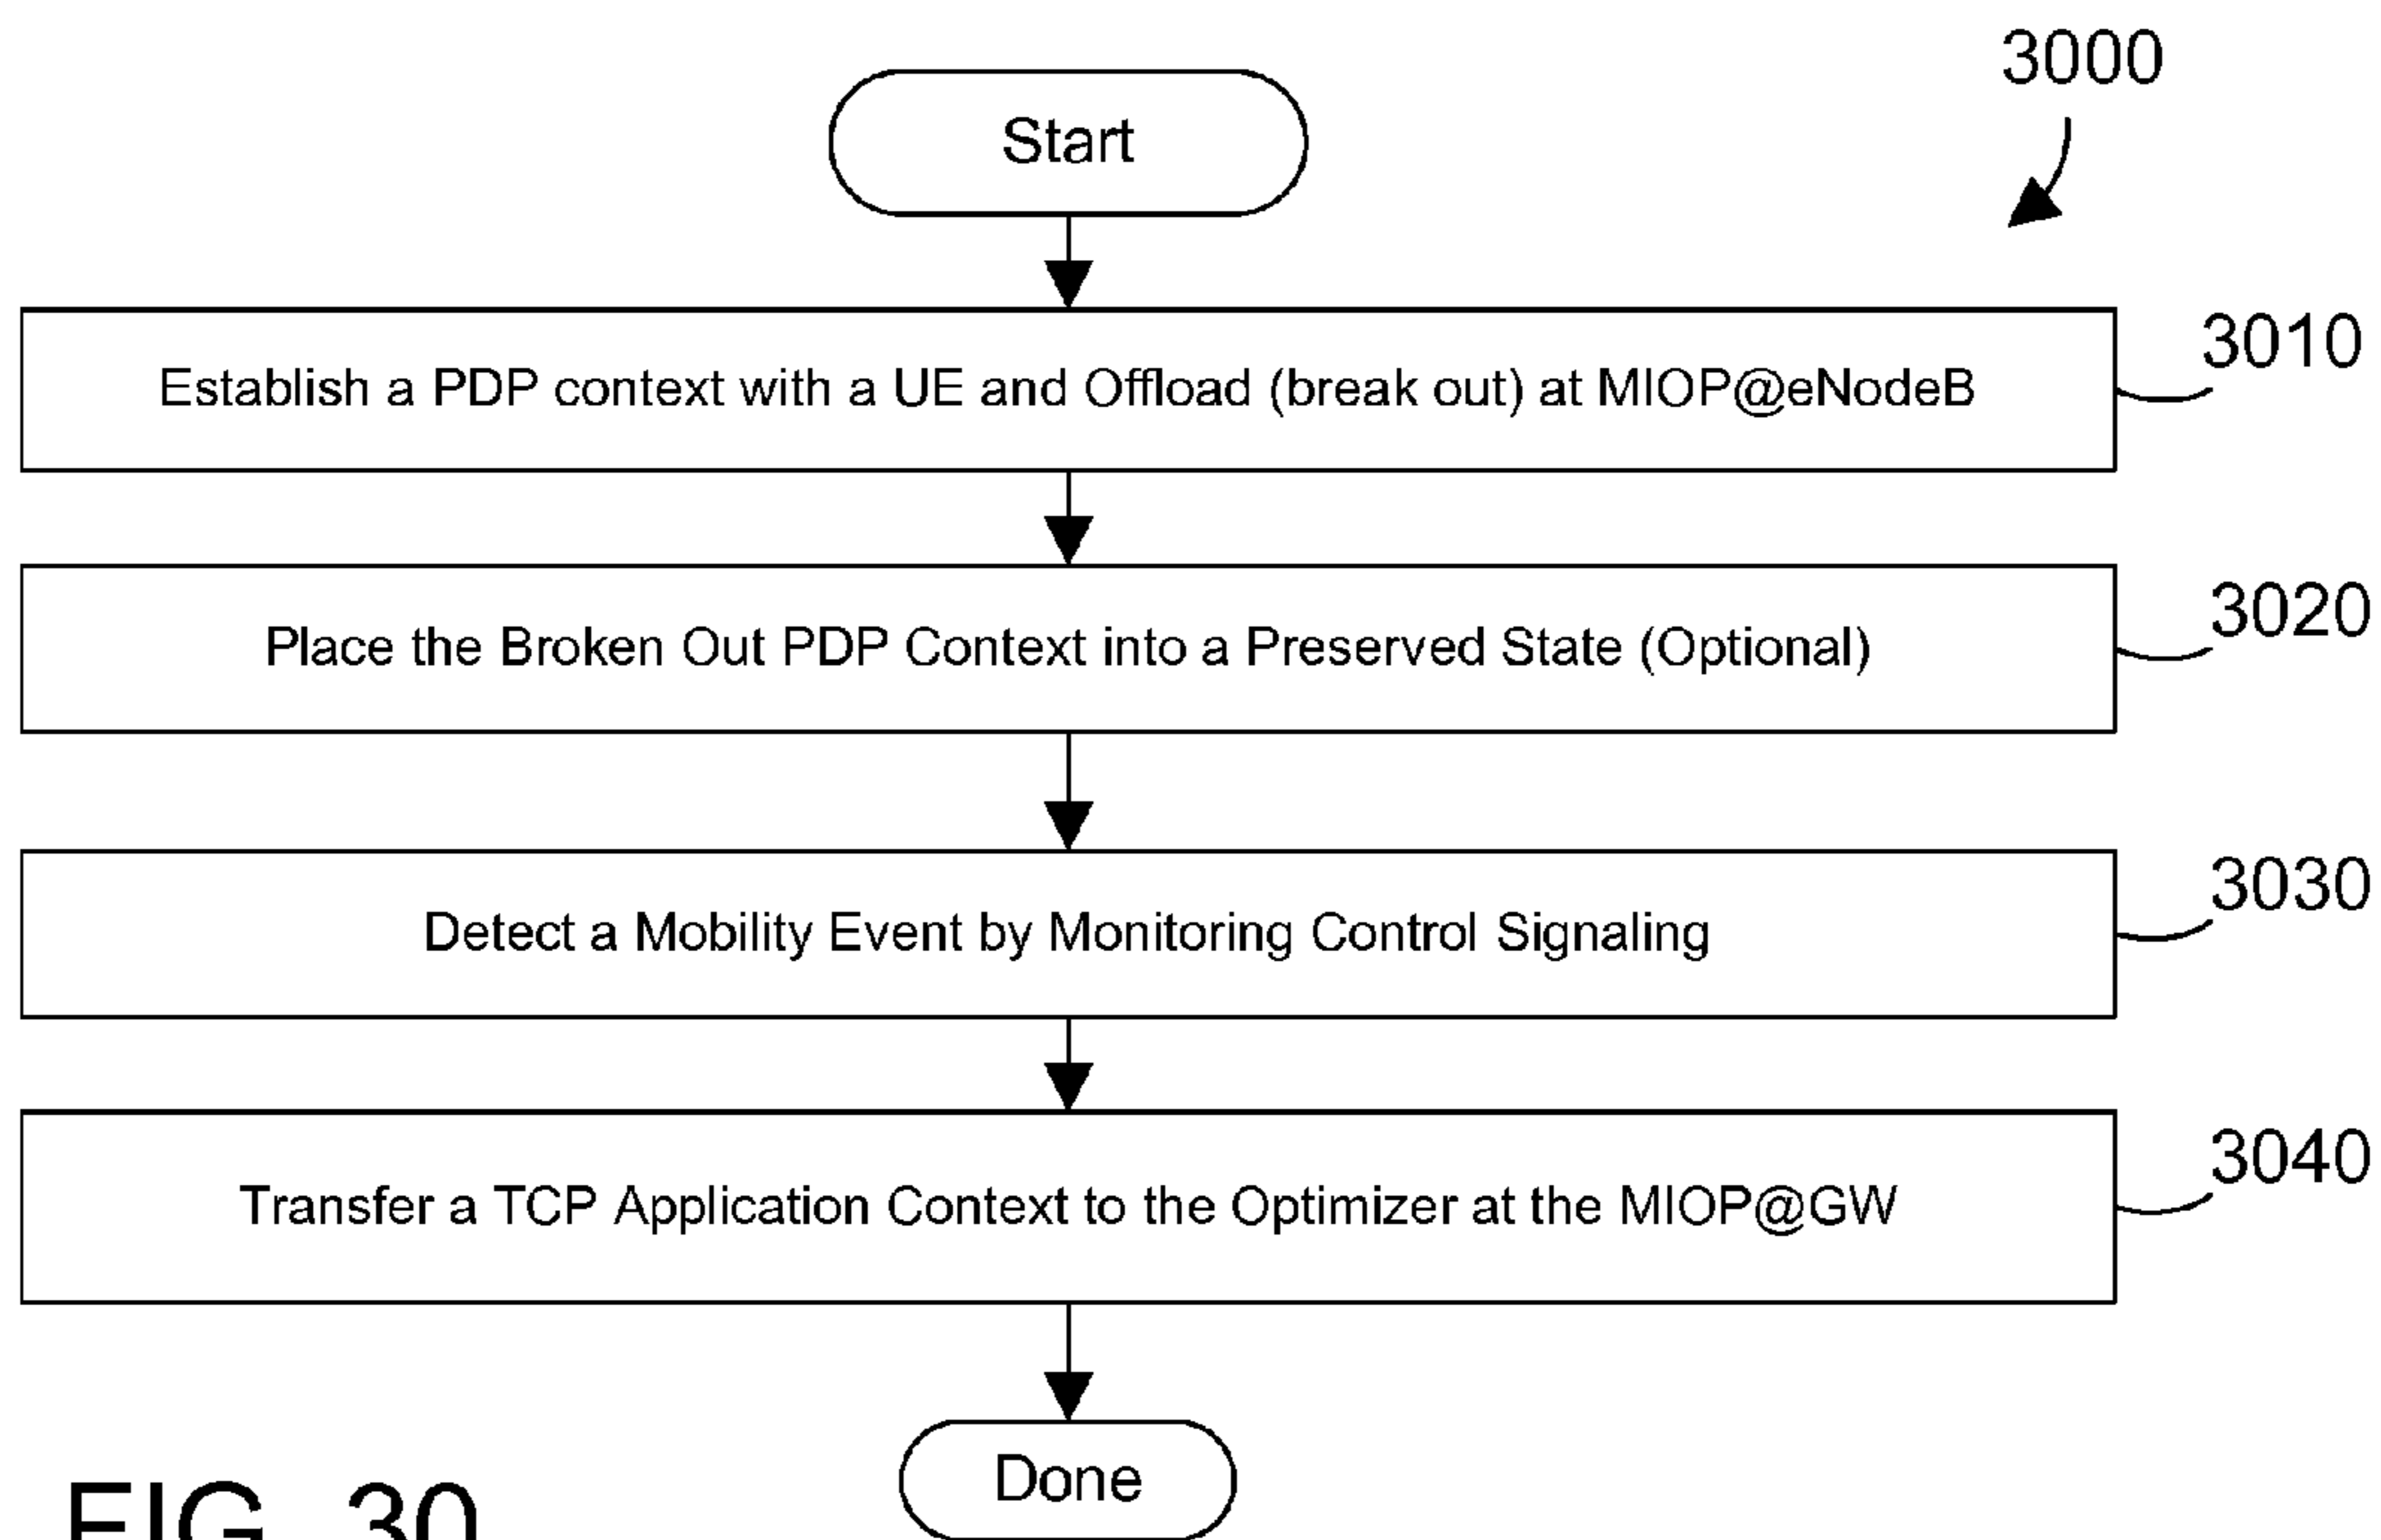 3000
Start
Establish a PDP context with a UE and Offload (break out) at MIOP@eNodeB
3010
Place the Broken Out PDP Context into a Preserved State (Optional)
3020
Detect a Mobility Event by Monitoring Control Signaling
3030
Transfer a TCP Application Context to the Optimizer at the MIOP@GW
3040
Done
FIG. 30